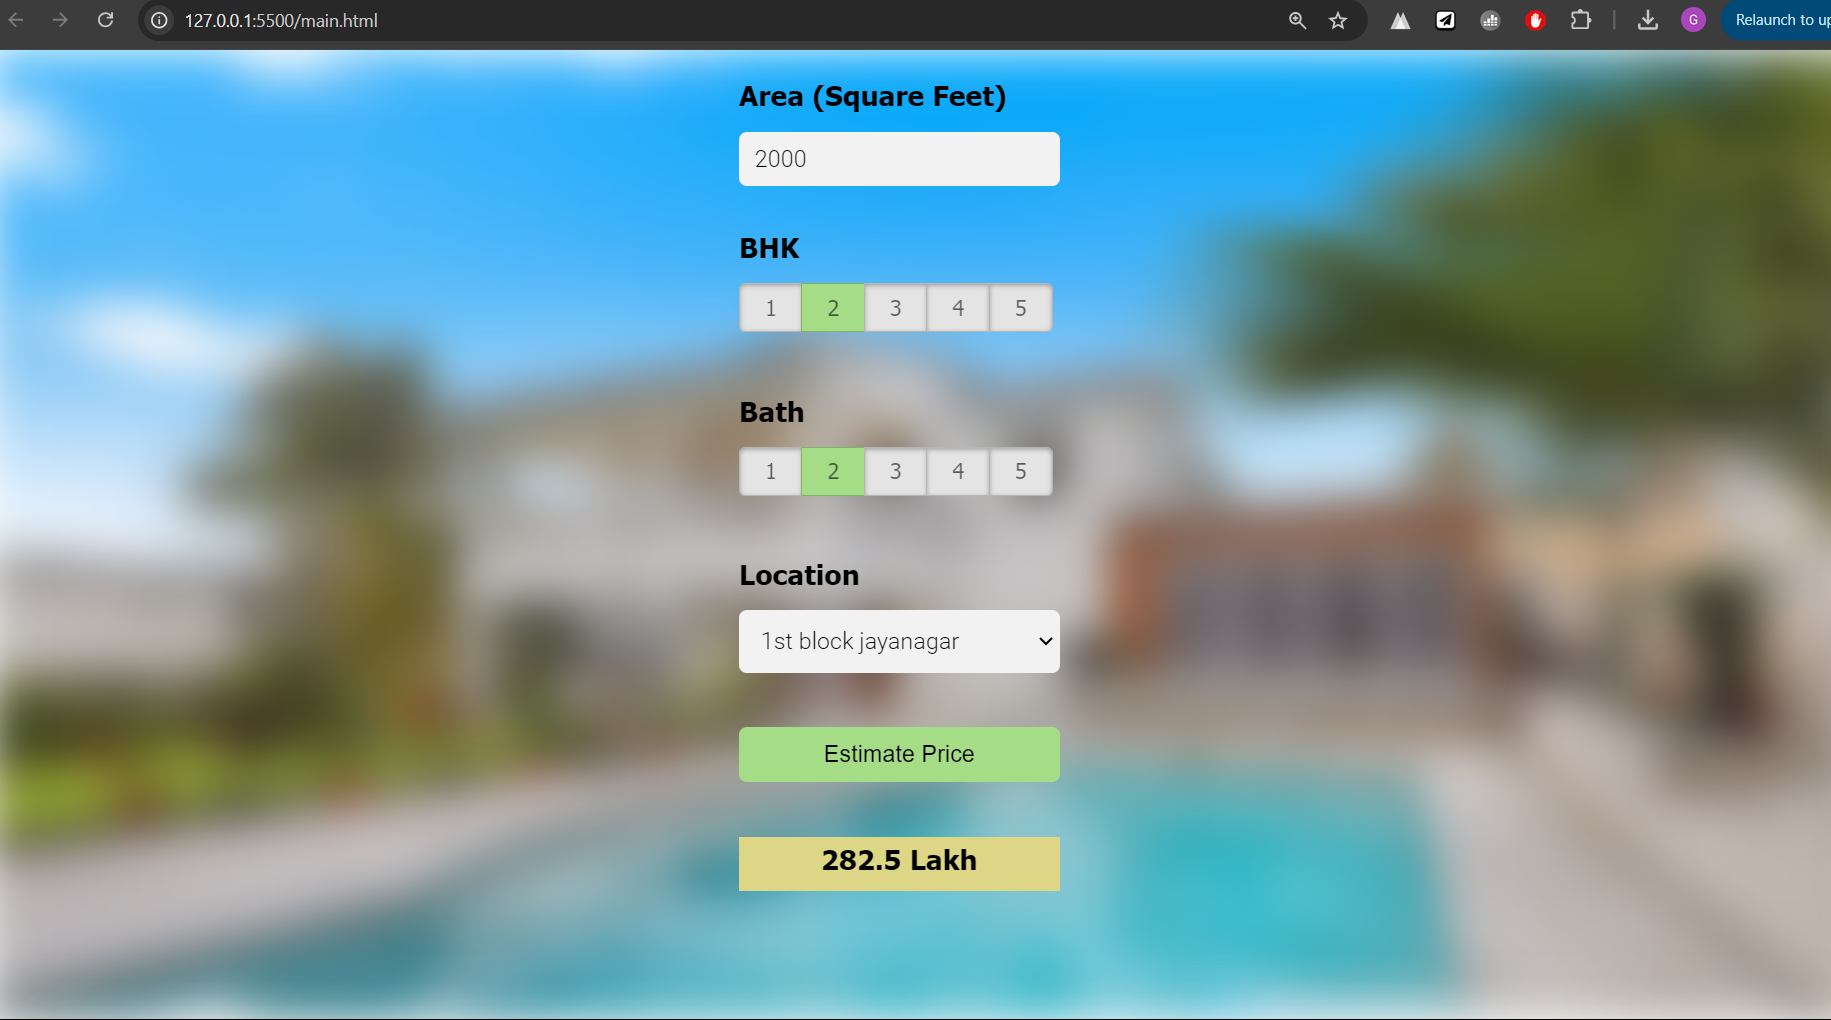 127.0.0.1:5500/main.html
G
Relaunch to up
Area (Square Feet)
2000
BHK
1 2 3 4 5
Bath
1 2 3 4 5
Location
1st block jayanagar
Estimate Price
282.5 Lakh